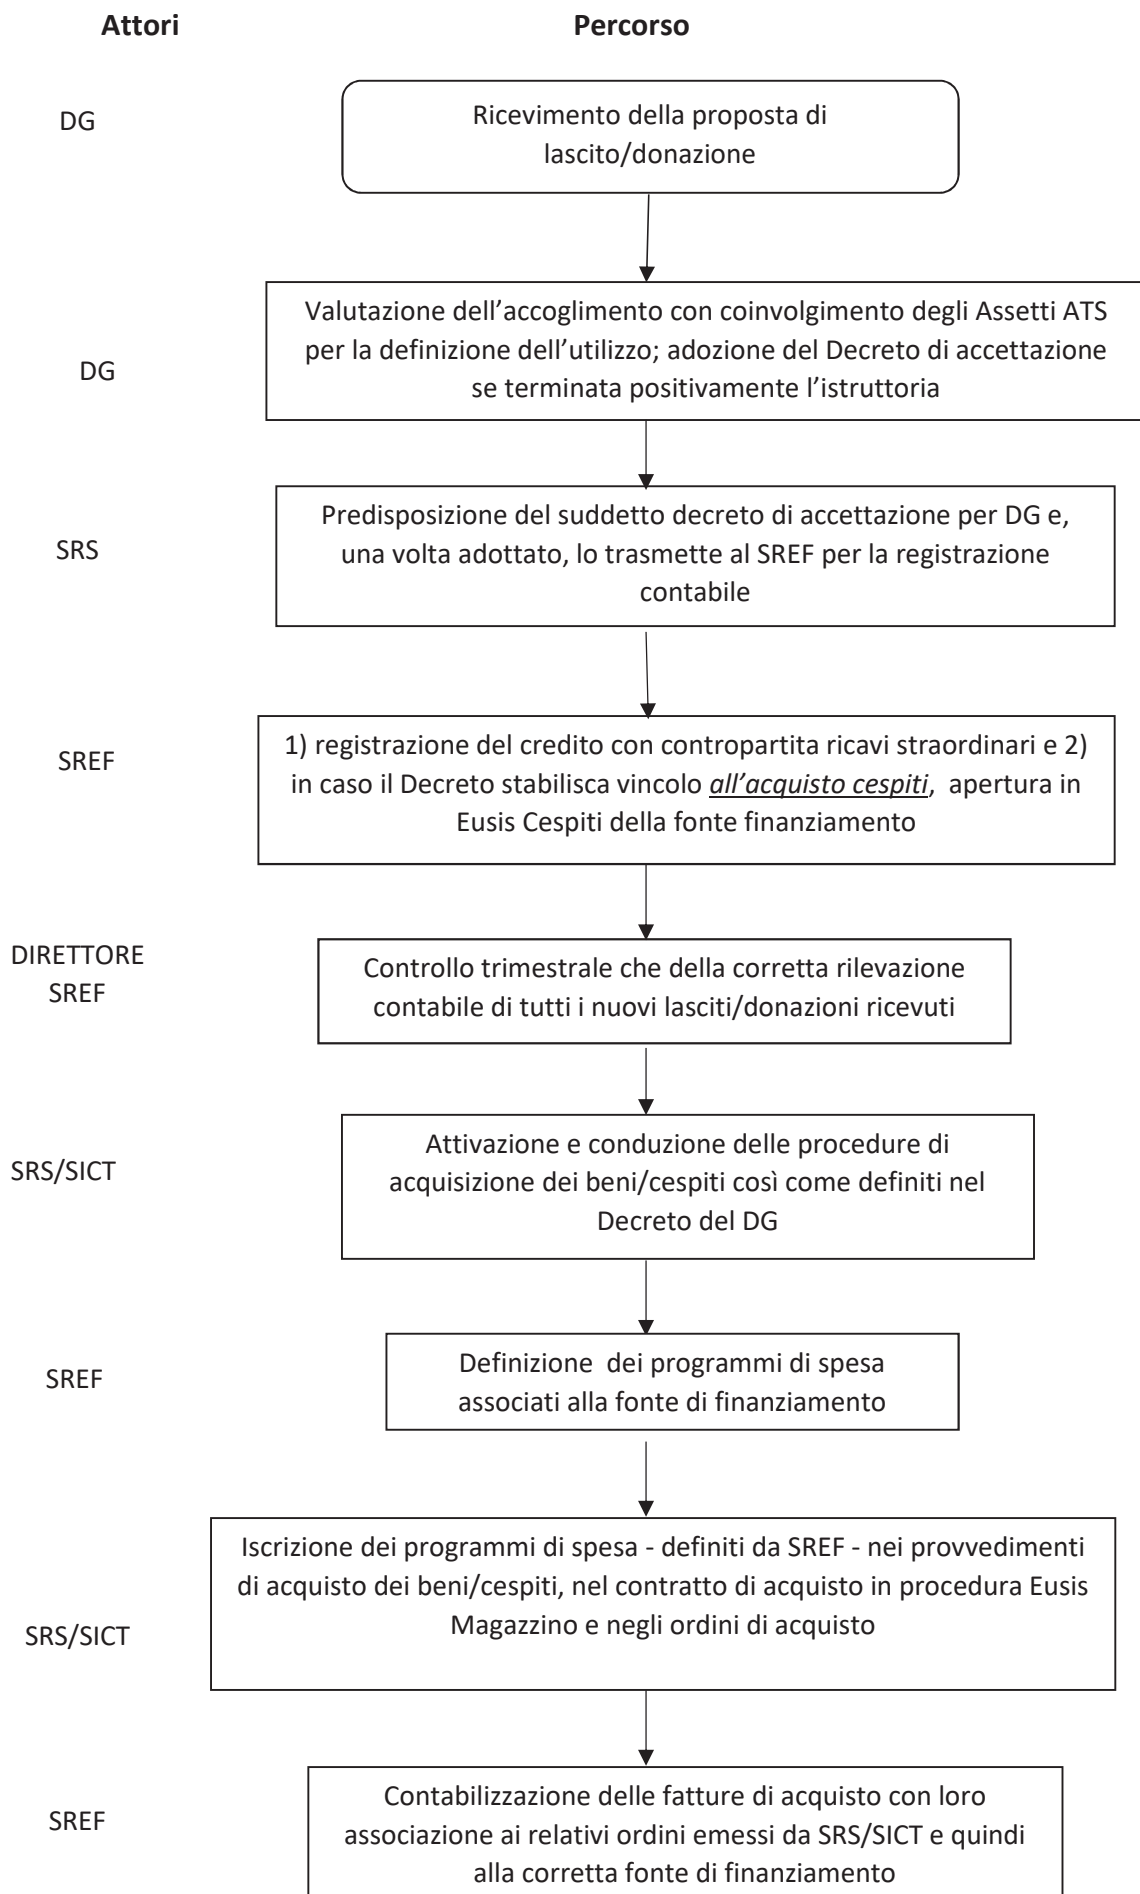 Attori Percorso
DG
Ricevimento della proposta di
lascito/donazione
DG
Valutazione dell’accoglimento con coinvolgimento degli Assetti ATS
per la definizione dell’utilizzo; adozione del Decreto di accettazione
se terminata positivamente l’istruttoria
SRS
Predisposizione del suddetto decreto di accettazione per DG e,
una volta adottato, lo trasmette al SREF per la registrazione
contabile
SREF
1) registrazione del credito con contropartita ricavi straordinari e 2)
in caso il Decreto stabilisca vincolo all’acquisto cespiti, apertura in
Eusis Cespiti della fonte finanziamento
DIRETTORE
SREF
Controllo trimestrale che della corretta rilevazione
contabile di tutti i nuovi lasciti/donazioni ricevuti
SRS/SICT
Attivazione e conduzione delle procedure di
acquisizione dei beni/cespiti così come definiti nel
Decreto del DG
SREF
Definizione dei programmi di spesa
associati alla fonte di finanziamento
SRS/SICT
Iscrizione dei programmi di spesa - definiti da SREF - nei provvedimenti
di acquisto dei beni/cespiti, nel contratto di acquisto in procedura Eusis
Magazzino e negli ordini di acquisto
SREF
Contabilizzazione delle fatture di acquisto con loro
associazione ai relativi ordini emessi da SRS/SICT e quindi
alla corretta fonte di finanziamento